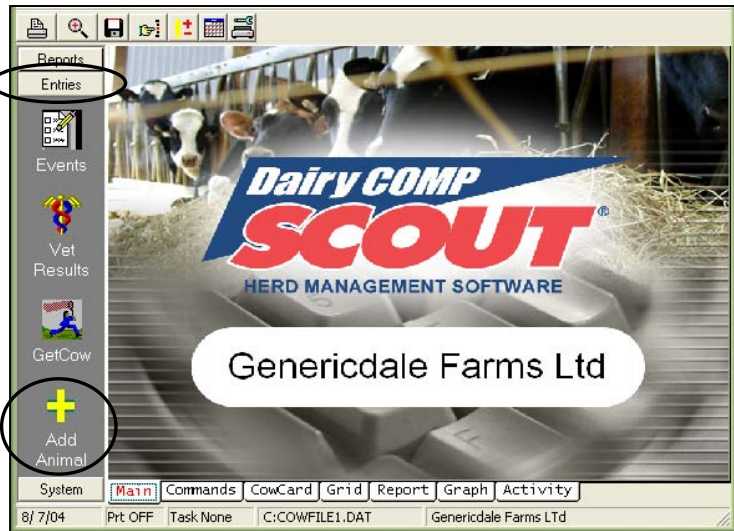 Reports
Entries
Events
Vet
Results
GetCow
Add
Animal
System
Dairy COMP
SCOUT®
HERD MANAGEMENT SOFTWARE
Genericdale Farms Ltd
Main Commands CowCard Grid Report Graph Activity
8/ 7/04 Prt OFF Task None C:COWFILE1.DAT Genericdale Farms LTd